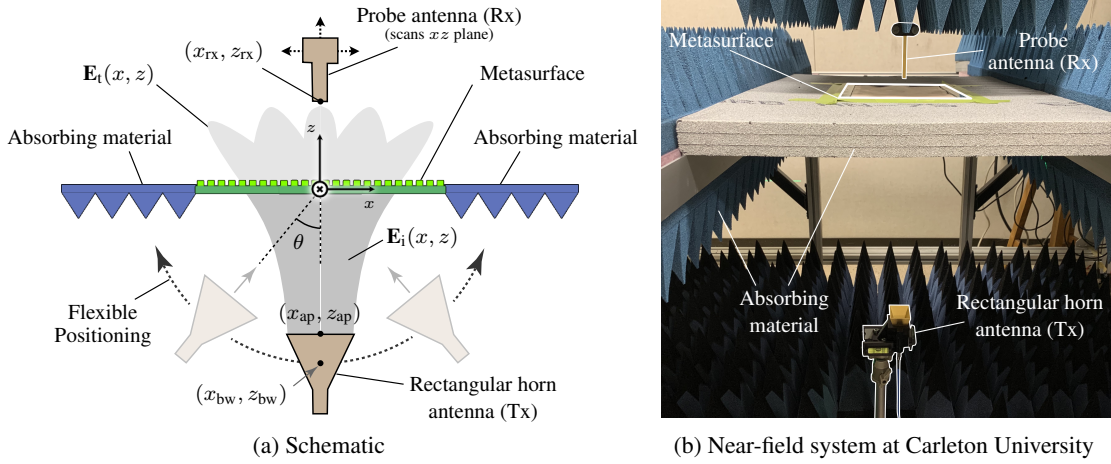 Probe antenna (Rx)
(scans xz plane)
(x_rx, z_rx)
E_t(x, z)
Metasurface
Absorbing material
Absorbing material
z
x
θ
E_i(x, z)
Flexible
Positioning
(x_ap, z_ap)
(x_bw, z_bw)
Rectangular horn
antenna (Tx)
(a) Schematic
Metasurface
Probe
antenna (Rx)
Absorbing
material
Rectangular horn
antenna (Tx)
(b) Near-field system at Carleton University